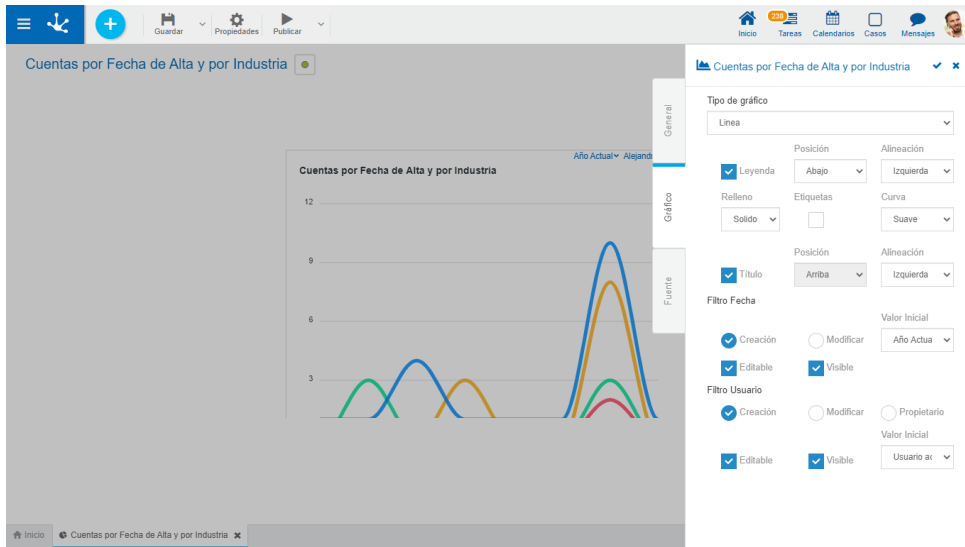 Guardar
Propiedades
Publicar
Inicio
238
Tareas
Calendarios
Casos
Mensajes
Cuentas por Fecha de Alta y por Industria
Año Actual
Cuentas por Fecha de Alta y por Industria
12
9
6
3
General
Gráfico
Fuente
Cuentas por Fecha de Alta y por Industria
Tipo de gráfico
Linea
Posición Alineación
Leyenda Abajo Izquierda
Relleno Etiquetas Curva
Solido Suave
Posición Alineación
Título Arriba Izquierda
Filtro Fecha
Valor Inicial
Creación Modificar Año Actua
Editable Visible
Filtro Usuario
Creación Modificar Propietario
Valor Inicial
Editable Visible Usuario
Inicio
Cuentas por Fecha de Alta y por Industria